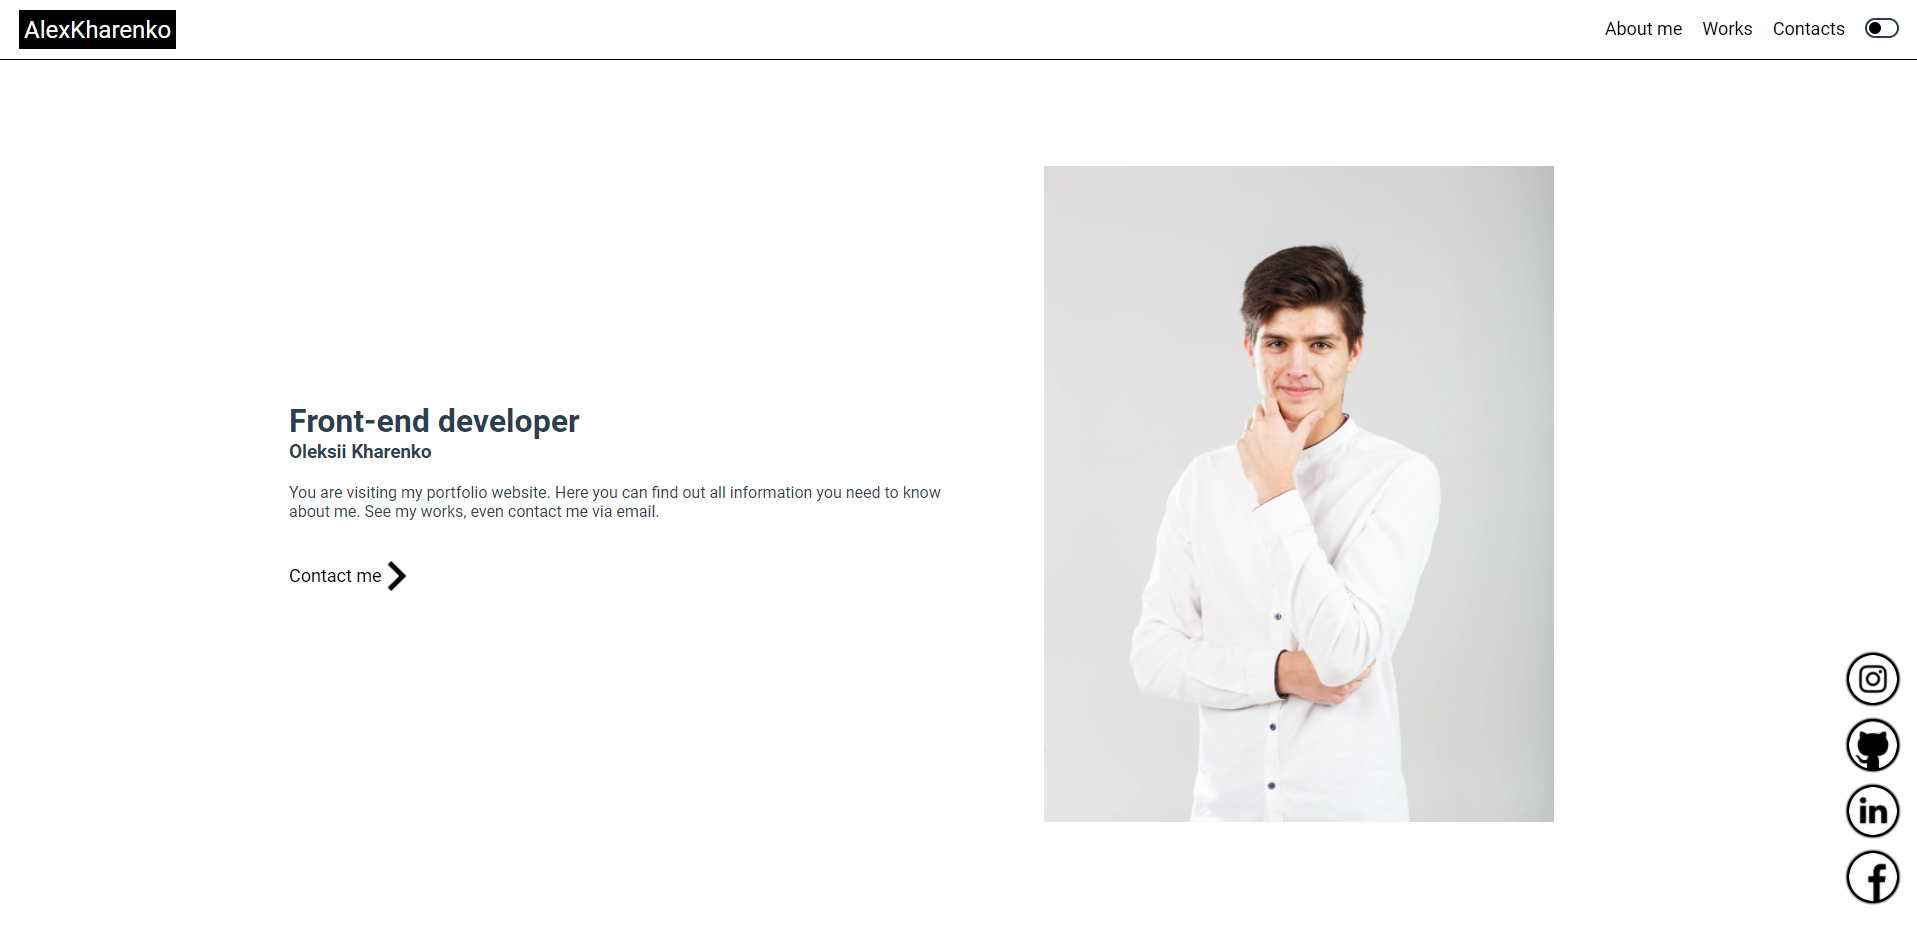 AlexKharenko
About me Works Contacts
Front-end developer
Oleksii Kharenko
You are visiting my portfolio website. Here you can find out all information you need to know
about me. See my works, even contact me via email.
Contact me
in
f